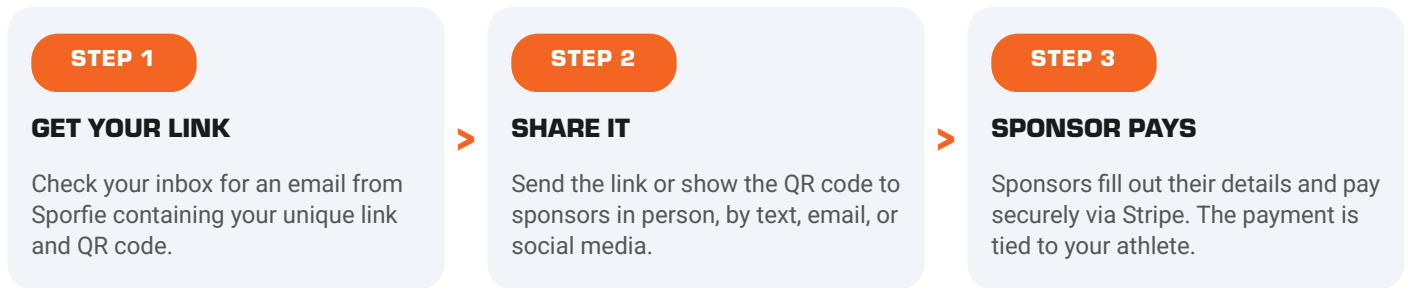 STEP 1
GET YOUR LINK
Check your inbox for an email from
Sporfie containing your unique link
and QR code.
>
STEP 2
SHARE IT
Send the link or show the QR code to
sponsors in person, by text, email, or
social media.
>
STEP 3
SPONSOR PAYS
Sponsors fill out their details and pay
securely via Stripe. The payment is
tied to your athlete.